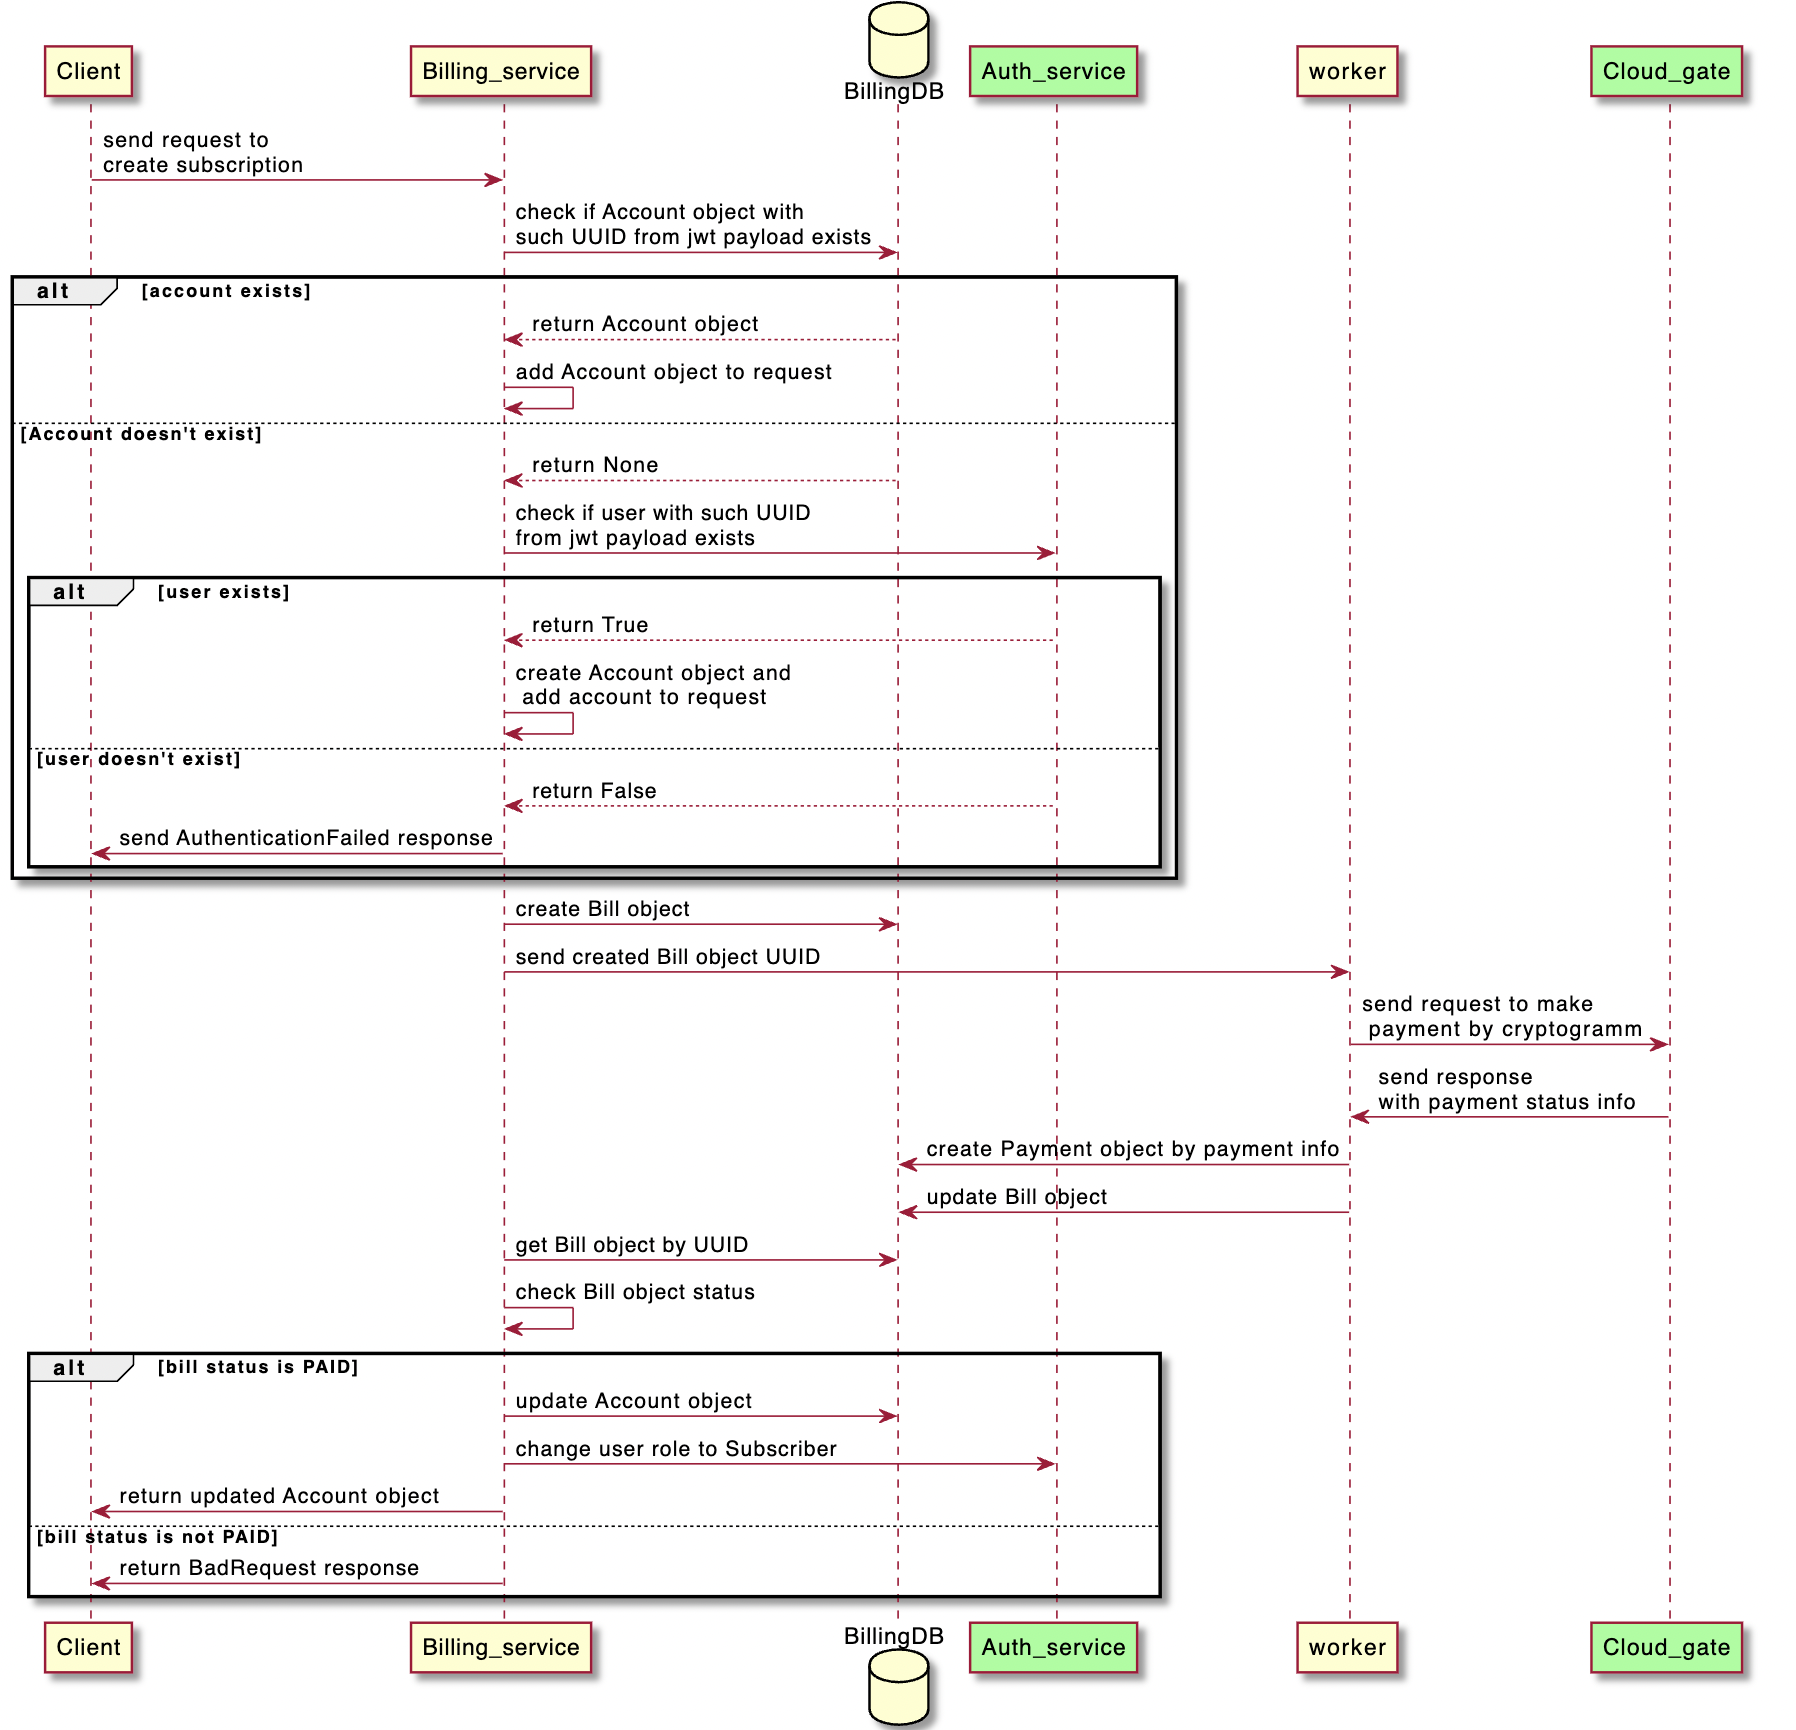 Client
Billing_service
BillingDB
Auth_service
worker
Cloud_gate
send request to
create subscription
check if Account object with
such UUID from jwt payload exists
alt
[account exists]
return Account object
add Account object to request
[Account doesn't exist]
return None
check if user with such UUID
from jwt payload exists
alt
[user exists]
return True
create Account object and
add account to request
[user doesn't exist]
return False
send AuthenticationFailed response
create Bill object
send created Bill object UUID
send request to make
payment by cryptogramm
send response
with payment status info
create Payment object by payment info
update Bill object
get Bill object by UUID
check Bill object status
alt
[bill status is PAID]
update Account object
change user role to Subscriber
return updated Account object
[bill status is not PAID]
return BadRequest response
Client
Billing_service
BillingDB
Auth_service
worker
Cloud_gate